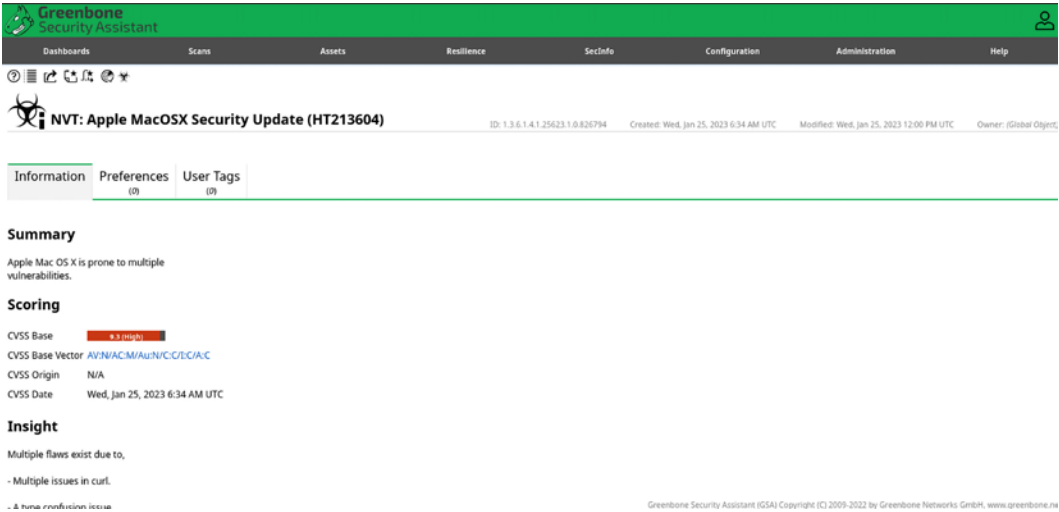 Greenbone
Security Assistant
Dashboards Scans Assets Resilience SecInfo Configuration Administration Help
NVT: Apple MacOSX Security Update (HT213604)
ID: 1.3.6.1.4.1.25623.1.0.826794 Created: Wed, Jan 25, 2023 6:34 AM UTC Modified: Wed, Jan 25, 2023 12:00 PM UTC Owner: (Global Object)
Information Preferences User Tags
(0) (0)
Summary
Apple Mac OS X is prone to multiple
vulnerabilities.
Scoring
CVSS Base 9.3 (High)
CVSS Base Vector AV:N/AC:M/Au:N/C:C/I:C/A:C
CVSS Origin N/A
CVSS Date Wed, Jan 25, 2023 6:34 AM UTC
Insight
Multiple flaws exist due to,
- Multiple issues in curl.
- A type confusion issue
Greenbone Security Assistant (GSA) Copyright (C) 2009-2022 by Greenbone Networks GmbH, www.greenbone.ne